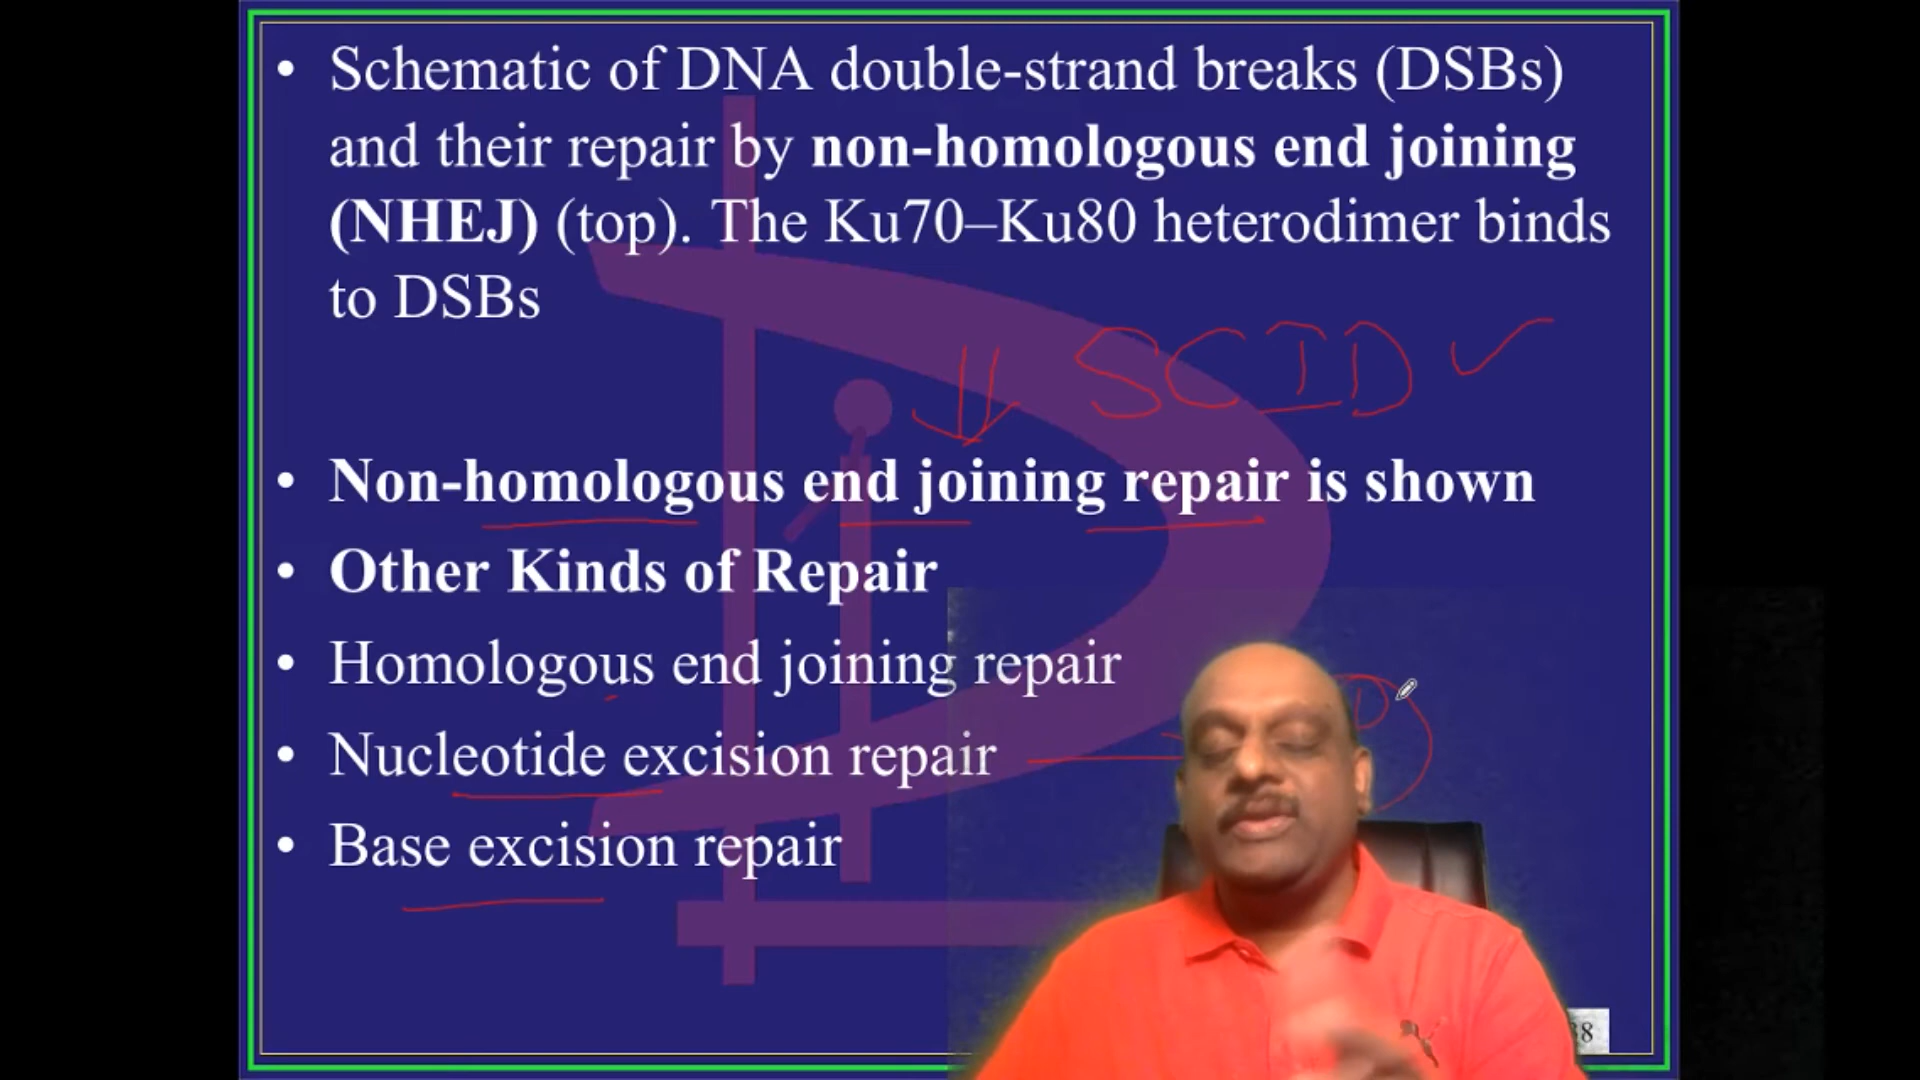 • Schematic of DNA double-strand breaks (DSBs)
and their repair by non-homologous end joining
(NHEJ) (top). The Ku70–Ku80 heterodimer binds
to DSBs
SCID
• Non-homologous end joining repair is shown
• Other Kinds of Repair
• Homologous end joining repair
• Nucleotide excision repair
• Base excision repair